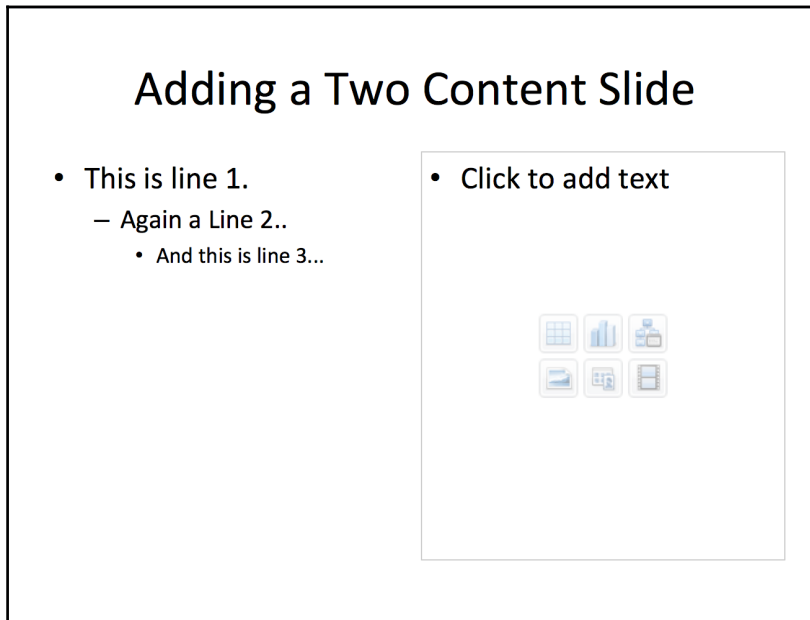 Adding a Two Content Slide
• This is line 1.
– Again a Line 2..
• And this is line 3...
• Click to add text